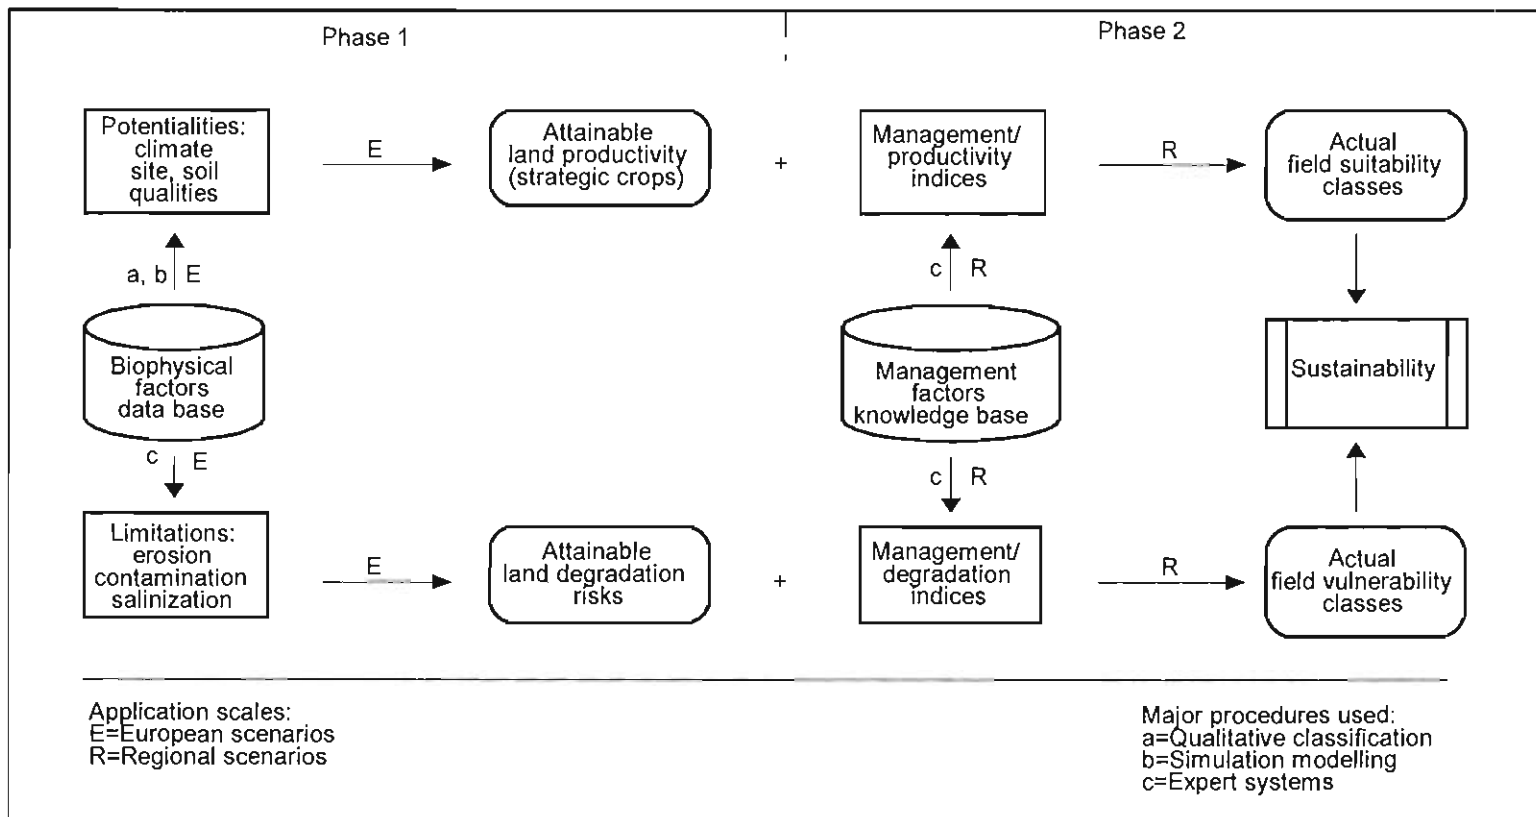 Phase 1
Phase 2
Potentialities:
climate
site, soil
qualities
E
Attainable
land productivity
(strategic crops)
+
Management/
productivity
indices
R
Actual
field suitability
classes
a, b
E
c
R
Biophysical
factors
data base
Management
factors
knowledge base
Sustainability
c
E
c
R
Limitations:
erosion
contamination
salinization
E
Attainable
land degradation
risks
+
Management/
degradation
indices
R
Actual
field vulnerability
classes
Application scales:
E=European scenarios
R=Regional scenarios
Major procedures used:
a=Qualitative classification
b=Simulation modelling
c=Expert systems